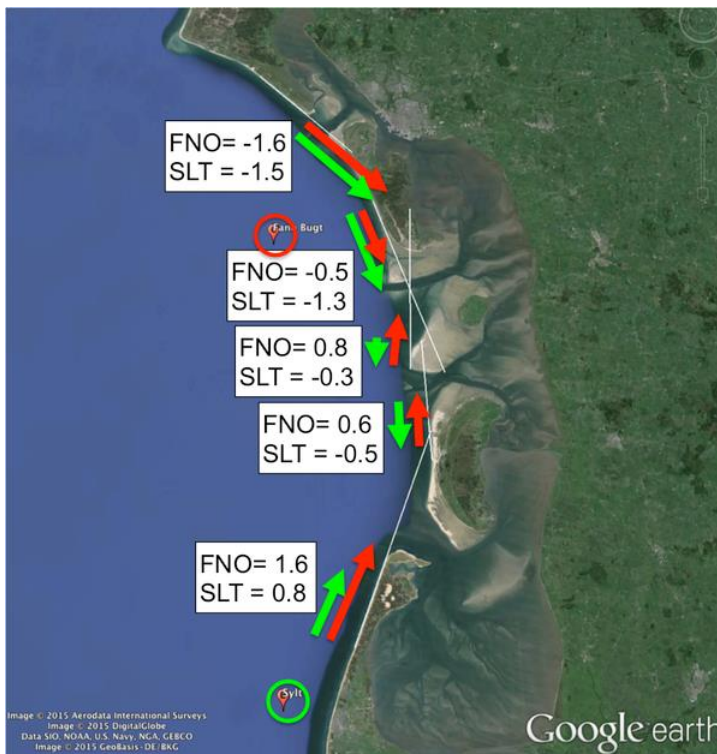 FNO= -1.6
SLT = -1.5
Fanø Bugt
FNO= -0.5
SLT = -1.3
FNO= 0.8
SLT = -0.3
FNO= 0.6
SLT = -0.5
FNO= 1.6
SLT = 0.8
Sylt
Image © 2015 Aerodata International Surveys
Image © 2015 DigitalGlobe
Data SIO, NOAA, U.S. Navy, NGA, GEBCO
Image © 2015 GeoBasis-DE/BKG
Google earth